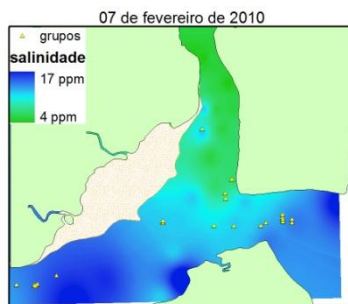 07 de fevereiro de 2010
grupos
salinidade
17 ppm
4 ppm